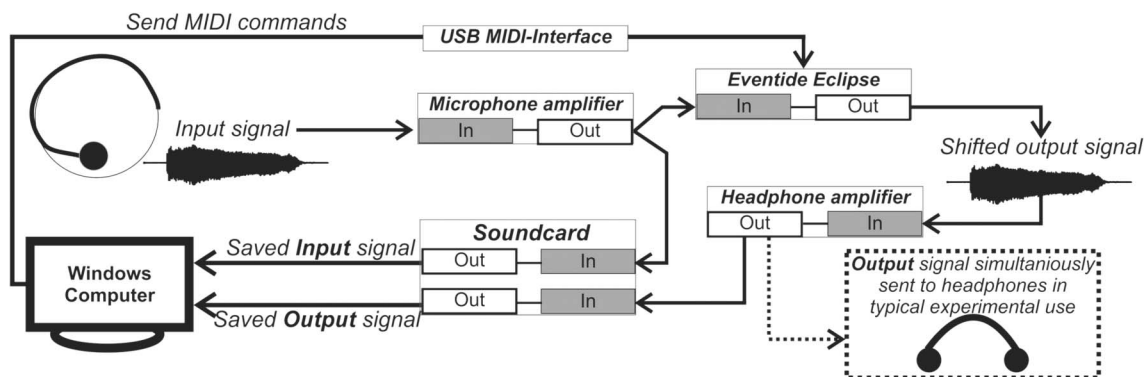 Send MIDI commands
USB MIDI-Interface
Eventide Eclipse
In
Out
Microphone amplifier
In
Out
Input signal
Shifted output signal
Headphone amplifier
Out
In
Soundcard
Saved Input signal
Out
In
Windows
Computer
Out
In
Saved Output signal
Output signal simultaniously
sent to headphones in
typical experimental use